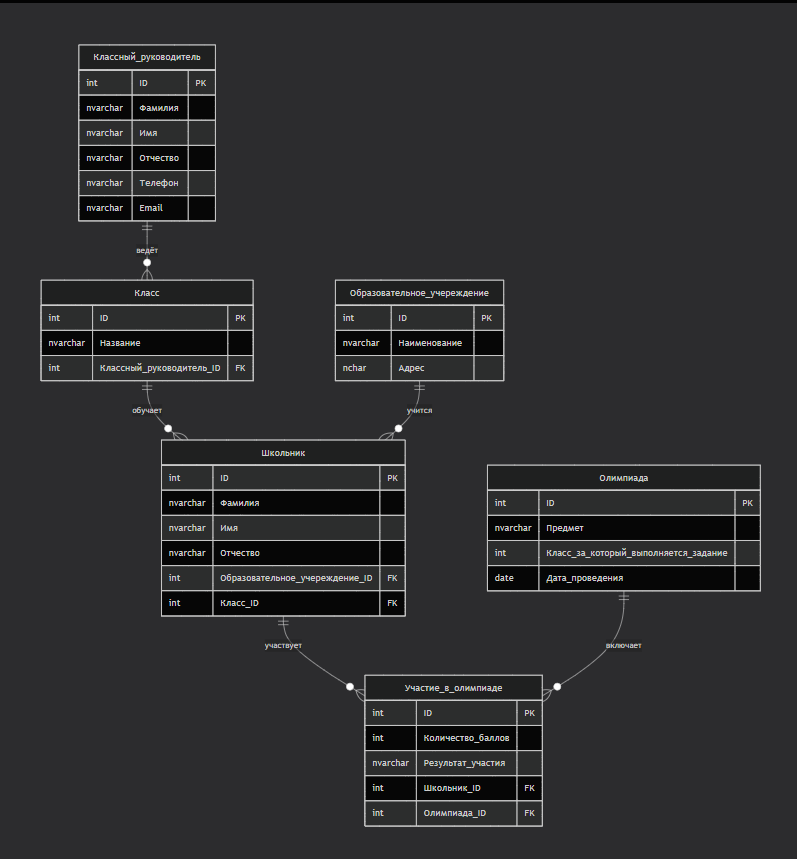 Классный_руководитель
int ID PK
nvarchar Фамилия
nvarchar Имя
nvarchar Отчество
nvarchar Телефон
nvarchar Email
ведёт
Класс
int ID PK
nvarchar Название
int Классный_руководитель_ID FK
Образовательное_учереждение
int ID PK
nvarchar Наименование
nchar Адрес
обучает
учится
Школьник
int ID PK
nvarchar Фамилия
nvarchar Имя
nvarchar Отчество
int Образовательное_учереждение_ID FK
int Класс_ID FK
Олимпиада
int ID PK
nvarchar Предмет
int Класс_за_который_выполняется_задание
date Дата_проведения
участвует
включает
Участие_в_олимпиаде
int ID PK
int Количество_баллов
nvarchar Результат_участия
int Школьник_ID FK
int Олимпиада_ID FK